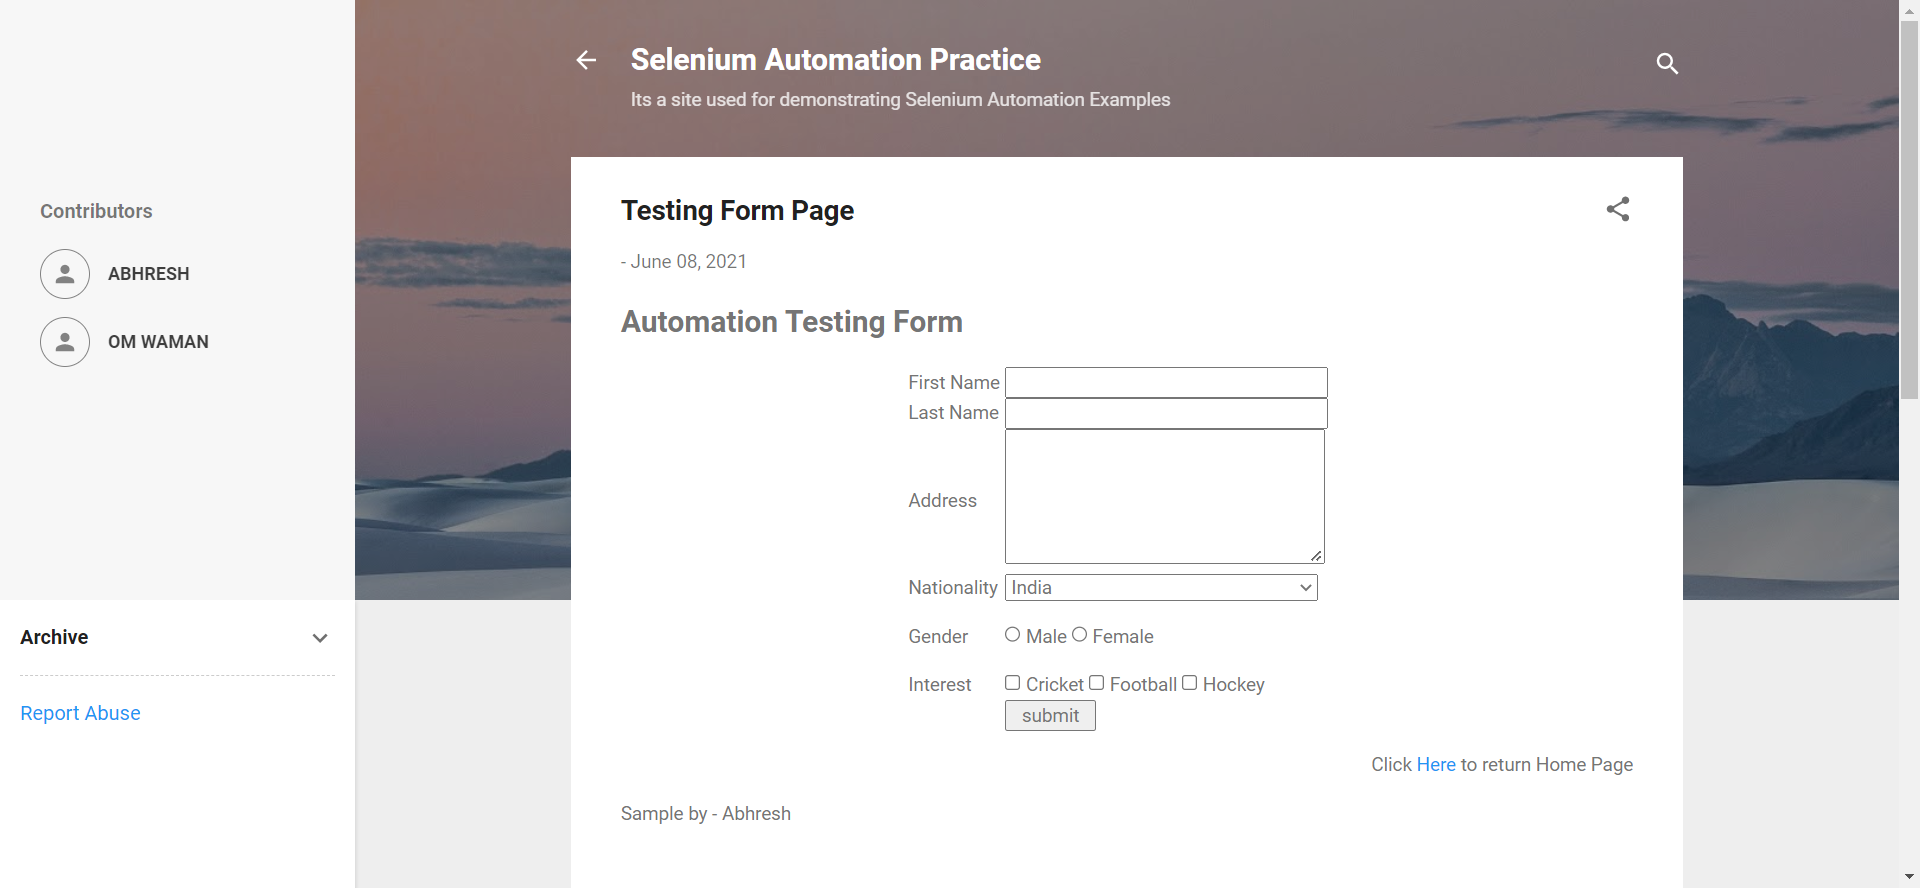 Selenium Automation Practice
Its a site used for demonstrating Selenium Automation Examples
Contributors
ABHRESH
OM WAMAN
Archive
Report Abuse
Testing Form Page
- June 08, 2021
Automation Testing Form
First Name
Last Name
Address
Nationality India
Gender Male Female
Interest Cricket Football Hockey
submit
Click Here to return Home Page
Sample by - Abhresh